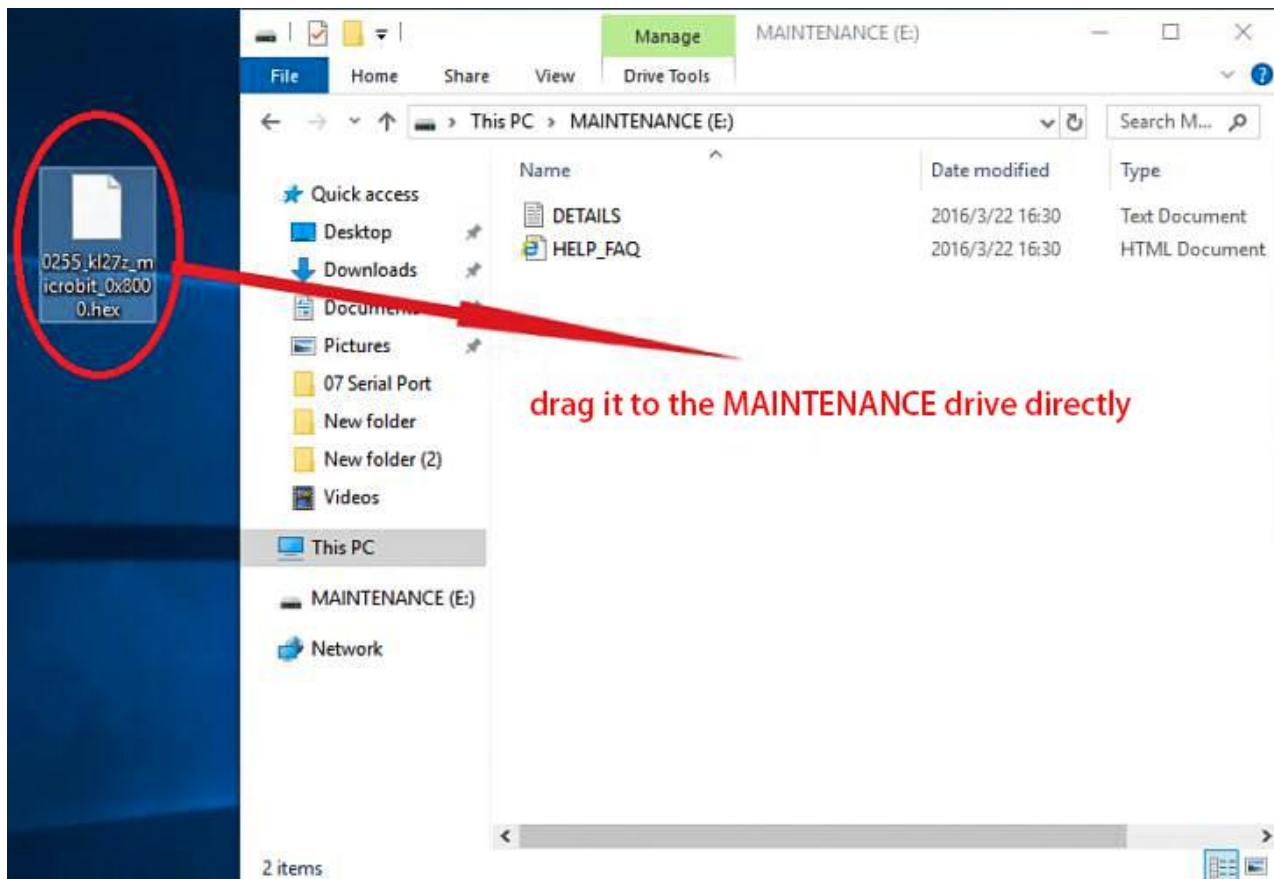 Manage
MAINTENANCE (E:)
File
Home
Share
View
Drive Tools
This PC > MAINTENANCE (E:)
Search M...
Name
Date modified
Type
Quick access
Desktop
Downloads
Documents
Pictures
07 Serial Port
New folder
New folder (2)
Videos
This PC
MAINTENANCE (E:)
Network
DETAILS
2016/3/22 16:30
Text Document
HELP_FAQ
2016/3/22 16:30
HTML Document
0255_kl27z_m
icrobit_0x800
0.hex
drag it to the MAINTENANCE drive directly
2 items